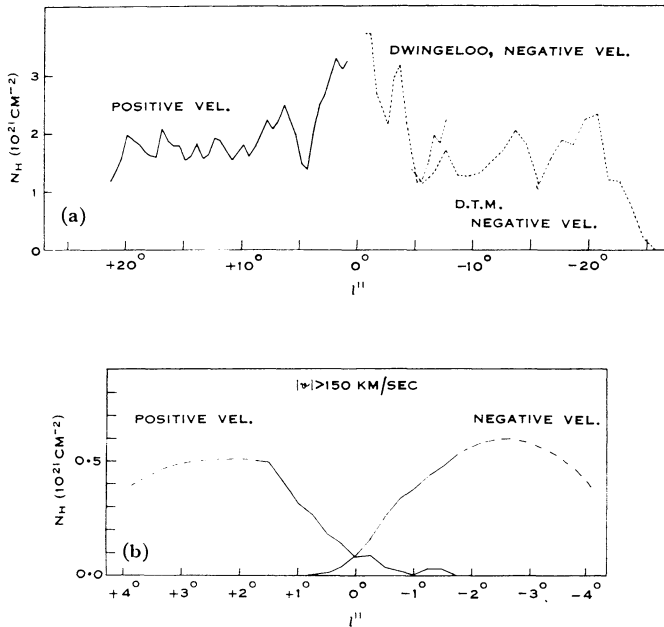 DWINGELOO, NEGATIVE VEL.
POSITIVE VEL.
D.T.M.
NEGATIVE VEL.
(a)
N_H (10^21 CM^-2)
3
2
1
0
+20° +10° 0° -10° -20°
l^II
|v|>150 KM/SEC
POSITIVE VEL. NEGATIVE VEL.
N_H (10^21 CM^-2)
0·5
0·0
(b)
+4° +3° +2° +1° 0° -1° -2° -3° -4°
l^II